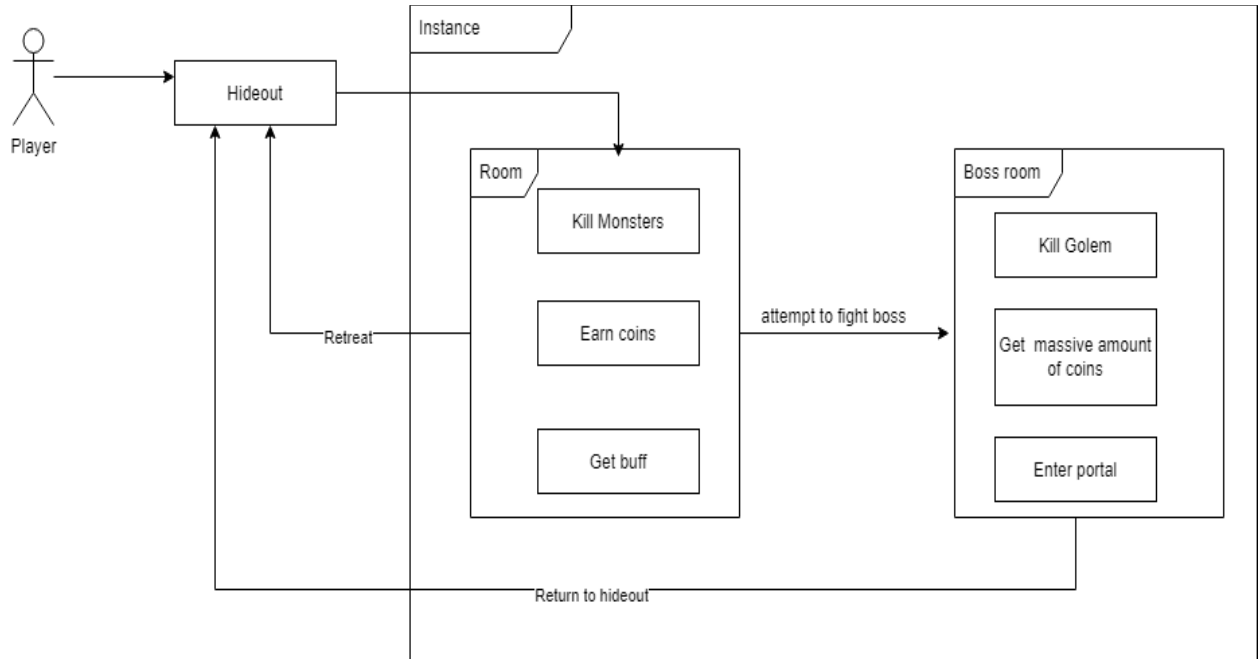 Instance
Player
Hideout
Room
Kill Monsters
Earn coins
Get buff
Retreat
attempt to fight boss
Boss room
Kill Golem
Get  massive amount
of coins
Enter portal
Return to hideout